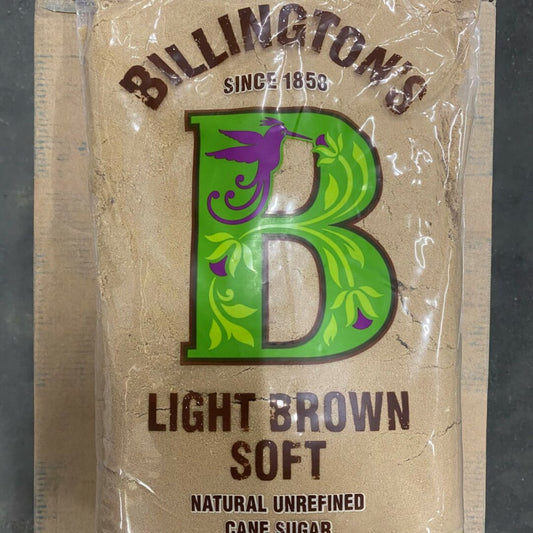 BILLINGTON'S
SINCE 1858
B
LIGHT BROWN
SOFT
NATURAL UNREFINED
CANE SUGAR